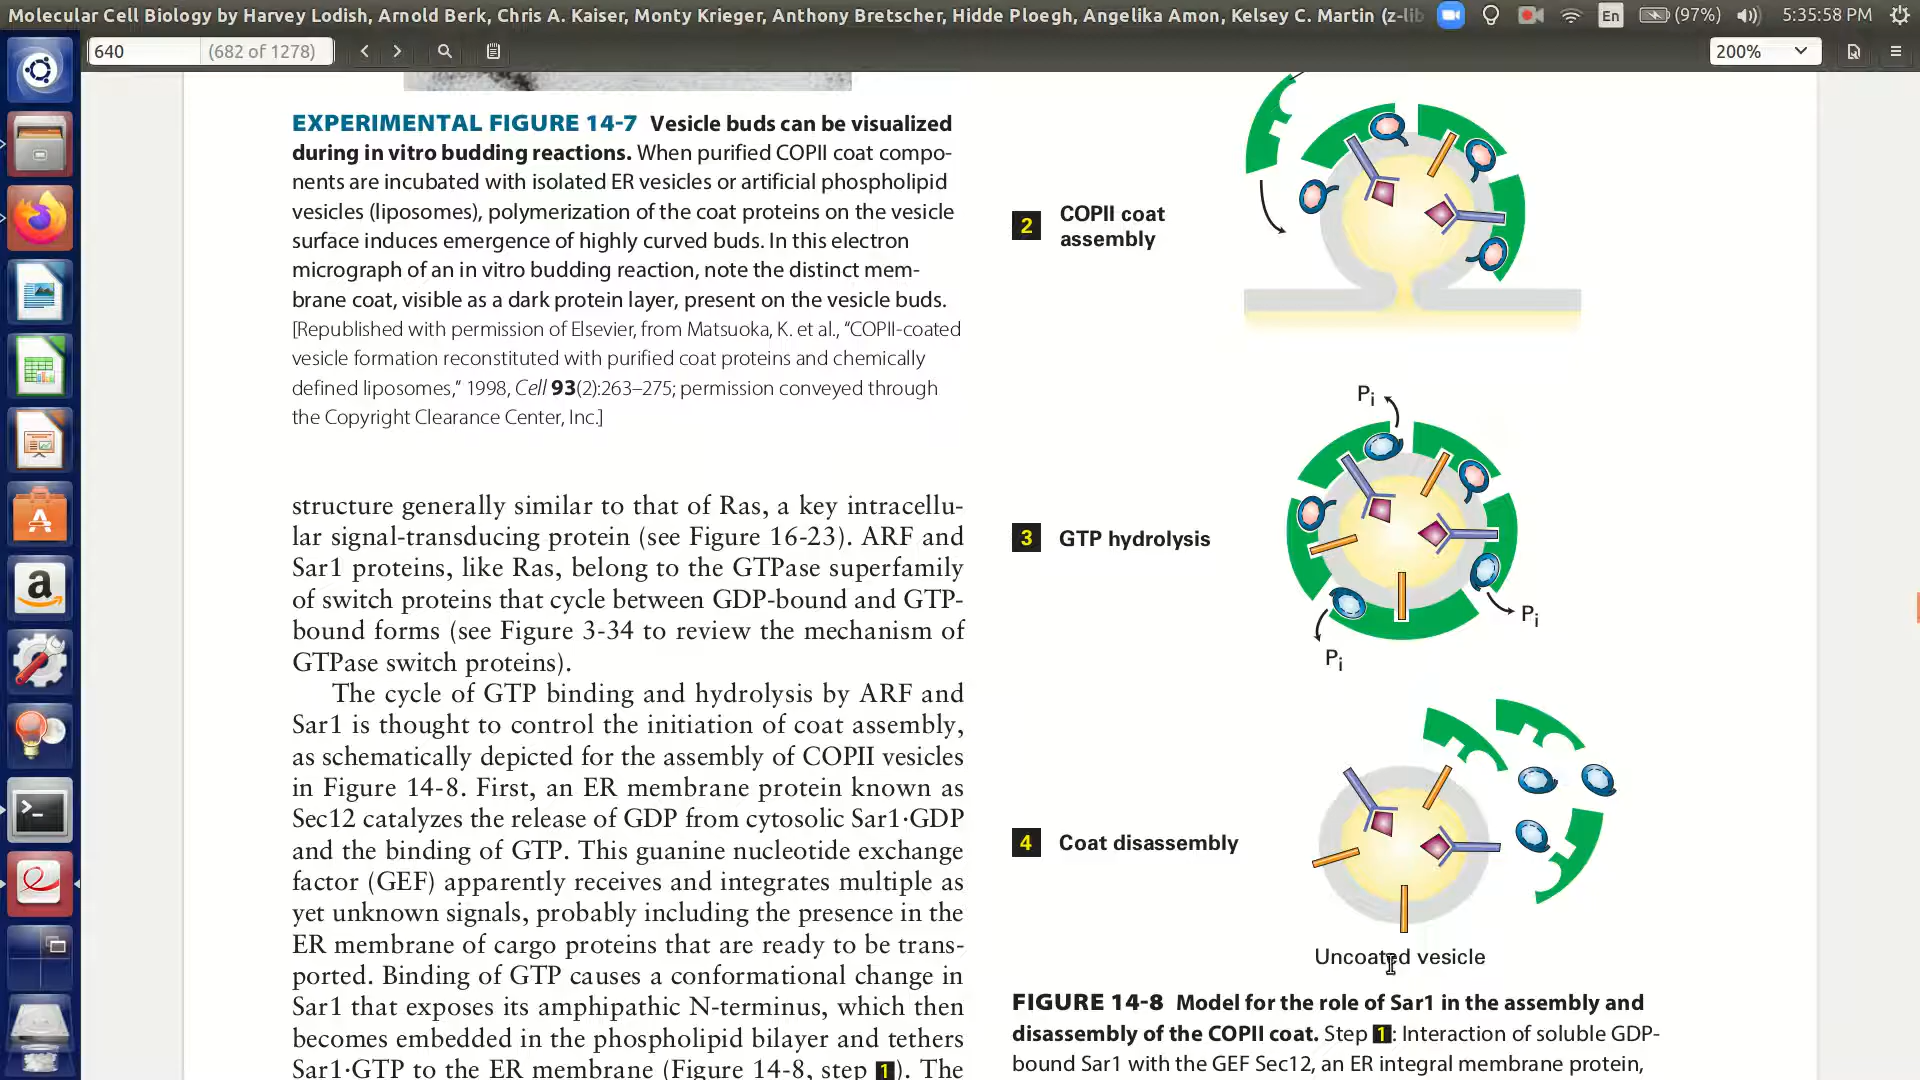 Molecular Cell Biology by Harvey Lodish, Arnold Berk, Chris A. Kaiser, Monty Krieger, Anthony Bretscher, Hidde Ploegh, Angelika Amon, Kelsey C. Martin (z-lib
En
(97%)
5:35:58 PM
640
(682 of 1278)
200%
EXPERIMENTAL FIGURE 14-7 Vesicle buds can be visualized
during in vitro budding reactions. When purified COPII coat compo-
nents are incubated with isolated ER vesicles or artificial phospholipid
vesicles (liposomes), polymerization of the coat proteins on the vesicle
surface induces emergence of highly curved buds. In this electron
micrograph of an in vitro budding reaction, note the distinct mem-
brane coat, visible as a dark protein layer, present on the vesicle buds.
[Republished with permission of Elsevier, from Matsuoka, K. et al., “COPII-coated
vesicle formation reconstituted with purified coat proteins and chemically
defined liposomes,” 1998, Cell 93(2):263–275; permission conveyed through
the Copyright Clearance Center, Inc.]
structure generally similar to that of Ras, a key intracellu-
lar signal-transducing protein (see Figure 16-23). ARF and
Sar1 proteins, like Ras, belong to the GTPase superfamily
of switch proteins that cycle between GDP-bound and GTP-
bound forms (see Figure 3-34 to review the mechanism of
GTPase switch proteins).
The cycle of GTP binding and hydrolysis by ARF and
Sar1 is thought to control the initiation of coat assembly,
as schematically depicted for the assembly of COPII vesicles
in Figure 14-8. First, an ER membrane protein known as
Sec12 catalyzes the release of GDP from cytosolic Sar1·GDP
and the binding of GTP. This guanine nucleotide exchange
factor (GEF) apparently receives and integrates multiple as
yet unknown signals, probably including the presence in the
ER membrane of cargo proteins that are ready to be trans-
ported. Binding of GTP causes a conformational change in
Sar1 that exposes its amphipathic N-terminus, which then
becomes embedded in the phospholipid bilayer and tethers
Sar1·GTP to the ER membrane (Figure 14-8, step 1). The
2 COPII coat
assembly
Pi
3 GTP hydrolysis
Pi
Pi
4 Coat disassembly
Uncoated vesicle
FIGURE 14-8 Model for the role of Sar1 in the assembly and
disassembly of the COPII coat. Step 1: Interaction of soluble GDP-
bound Sar1 with the GEF Sec12, an ER integral membrane protein,